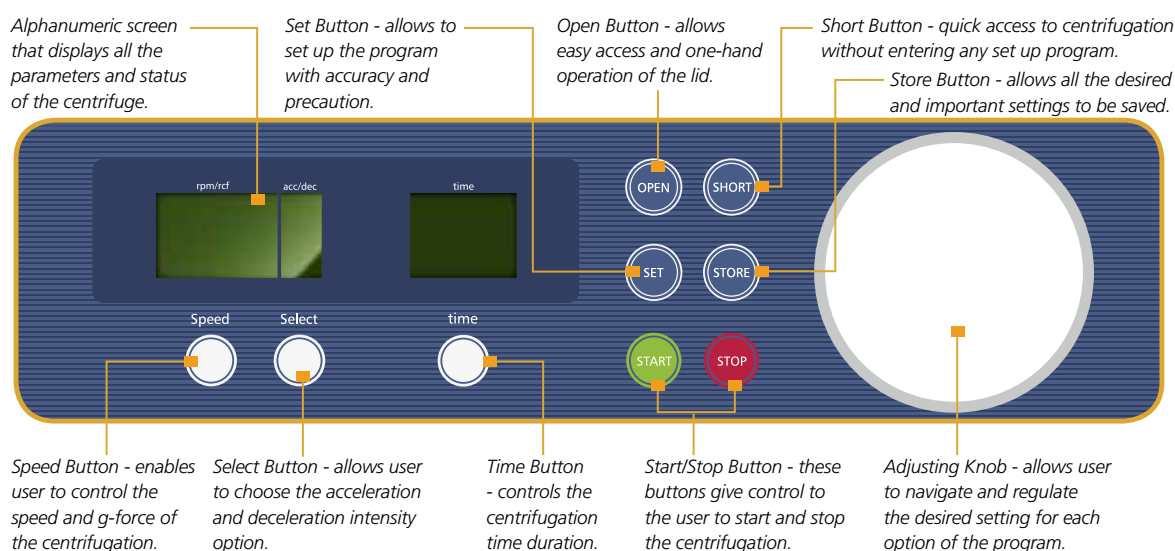 Alphanumeric screen
that displays all the
parameters and status
of the centrifuge.
Set Button - allows to
set up the program
with accuracy and
precaution.
Open Button - allows
easy access and one-hand
operation of the lid.
Short Button - quick access to centrifugation
without entering any set up program.
Store Button - allows all the desired
and important settings to be saved.
rpm/rcf
acc/dec
time
OPEN
SHORT
SET
STORE
Speed
Select
time
START
STOP
Speed Button - enables
user to control the
speed and g-force of
the centrifugation.
Select Button - allows user
to choose the acceleration
and deceleration intensity
option.
Time Button
- controls the
centrifugation
time duration.
Start/Stop Button - these
buttons give control to
the user to start and stop
the centrifugation.
Adjusting Knob - allows user
to navigate and regulate
the desired setting for each
option of the program.